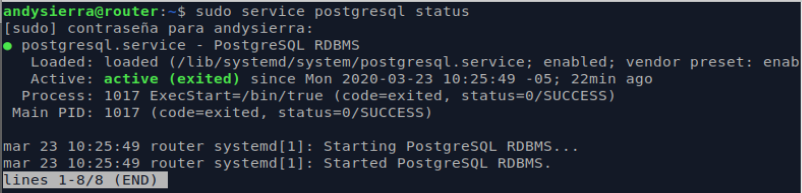 andysierra@router:~$ sudo service postgresql status
[sudo] contraseña para andysierra:
● postgresql.service - PostgreSQL RDBMS
Loaded: loaded (/lib/systemd/system/postgresql.service; enabled; vendor preset: enab
Active: active (exited) since Mon 2020-03-23 10:25:49 -05; 22min ago
Process: 1017 ExecStart=/bin/true (code=exited, status=0/SUCCESS)
Main PID: 1017 (code=exited, status=0/SUCCESS)
mar 23 10:25:49 router systemd[1]: Starting PostgreSQL RDBMS...
mar 23 10:25:49 router systemd[1]: Started PostgreSQL RDBMS.
lines 1-8/8 (END)